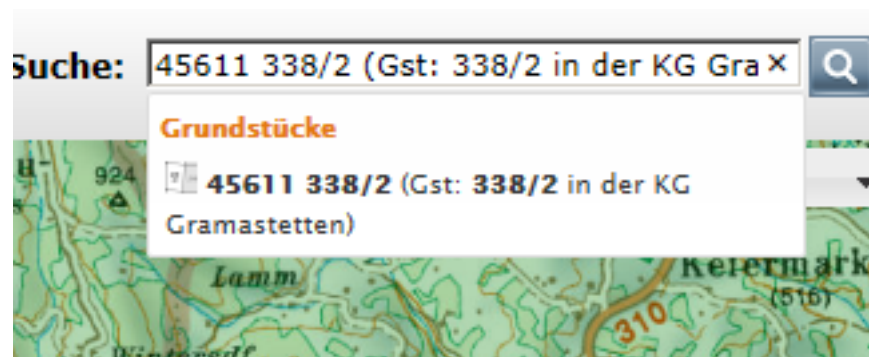 Suche: 45611 338/2 (Gst: 338/2 in der KG Gra ×
Grundstücke
45611 338/2 (Gst: 338/2 in der KG
Gramastetten)
924
Lamm
(516)
310